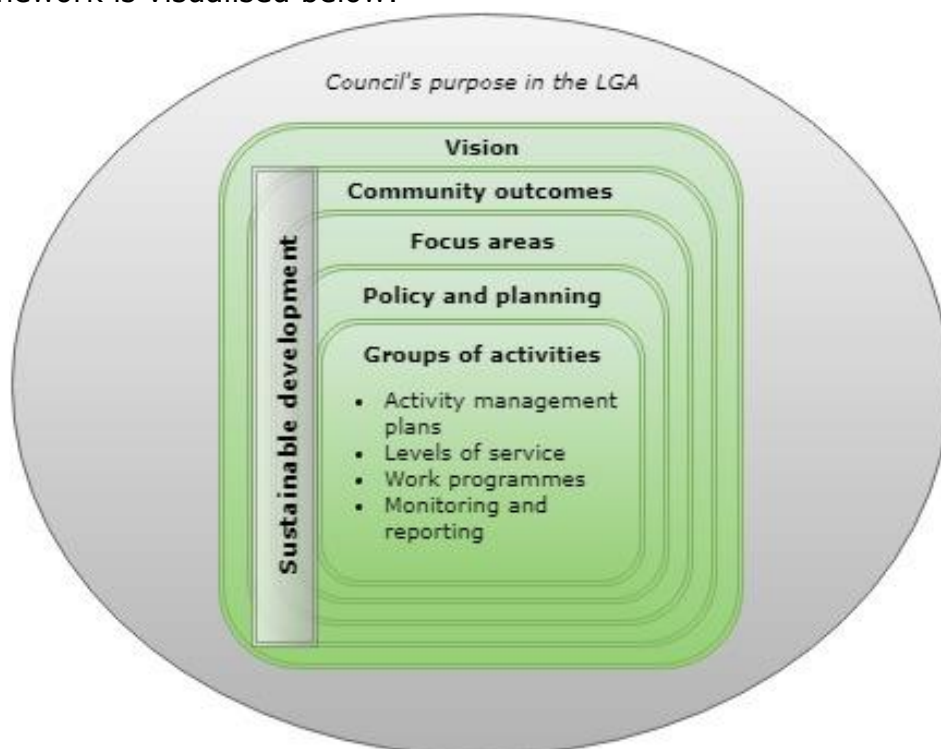 is visualised below.
Council's purpose in the LGA
Vision
Community outcomes
Focus areas
Policy and planning
Groups of activities
• Activity management
plans
• Levels of service
• Work programmes
• Monitoring and
reporting
Sustainable development